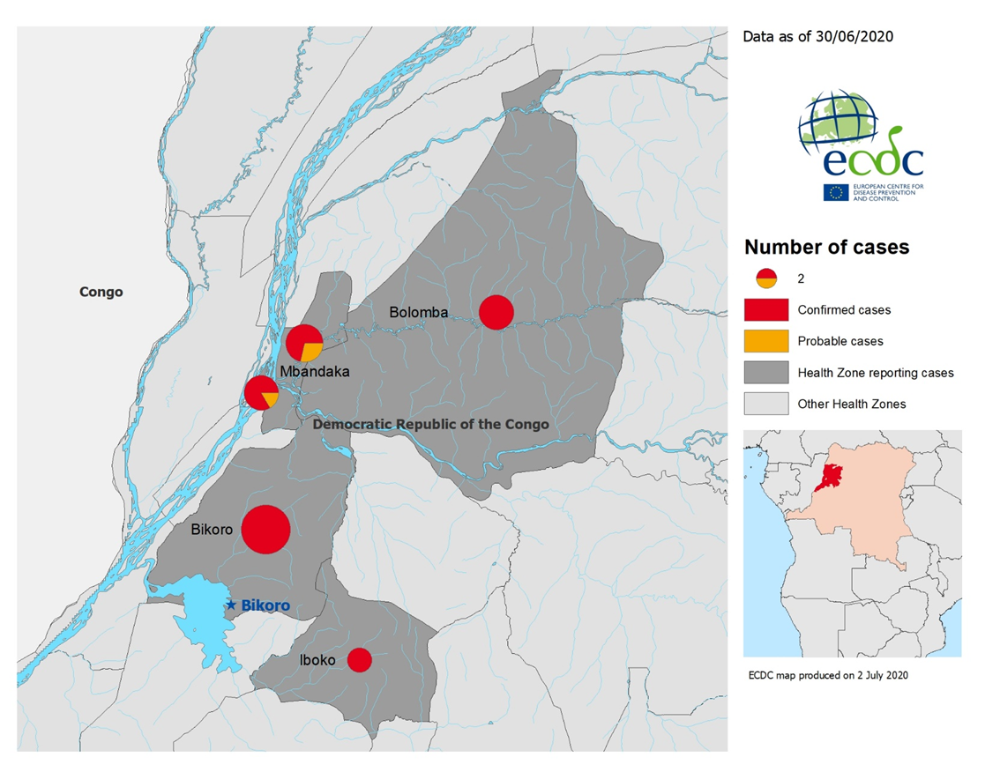 Data as of 30/06/2020
ecdc
EUROPEAN CENTRE FOR
DISEASE PREVENTION
AND CONTROL
Number of cases
2
Confirmed cases
Probable cases
Health Zone reporting cases
Other Health Zones
Congo
Bolomba
Mbandaka
Democratic Republic of the Congo
Bikoro
★ Bikoro
Iboko
ECDC map produced on 2 July 2020